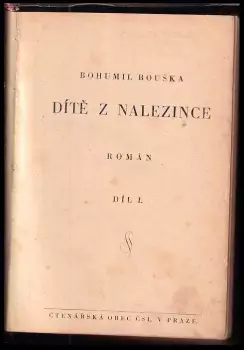 BOHUMIL BOUŠKA
DÍTĚ Z NALEZINCE
ROMÁN
DÍL I.
ČTENÁŘSKÁ OBEC ČSL. V PRAZE